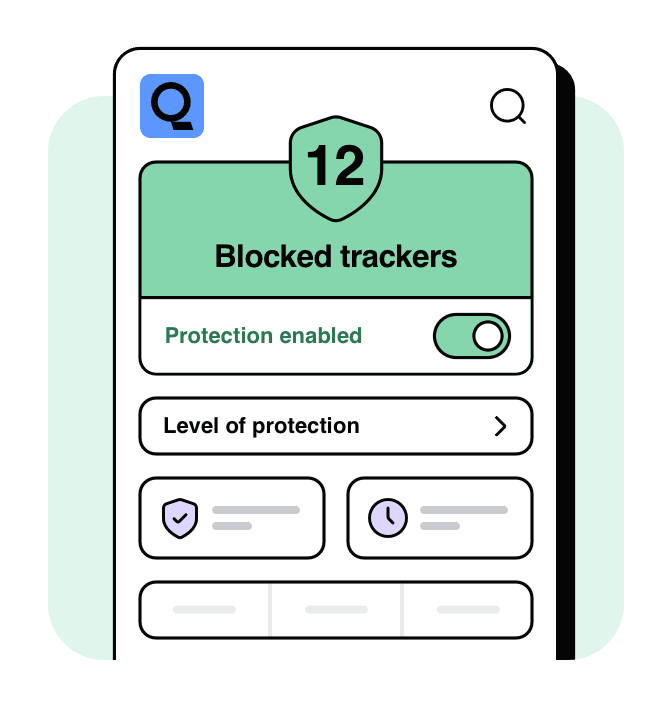 Q
12
Blocked trackers
Protection enabled
Level of protection